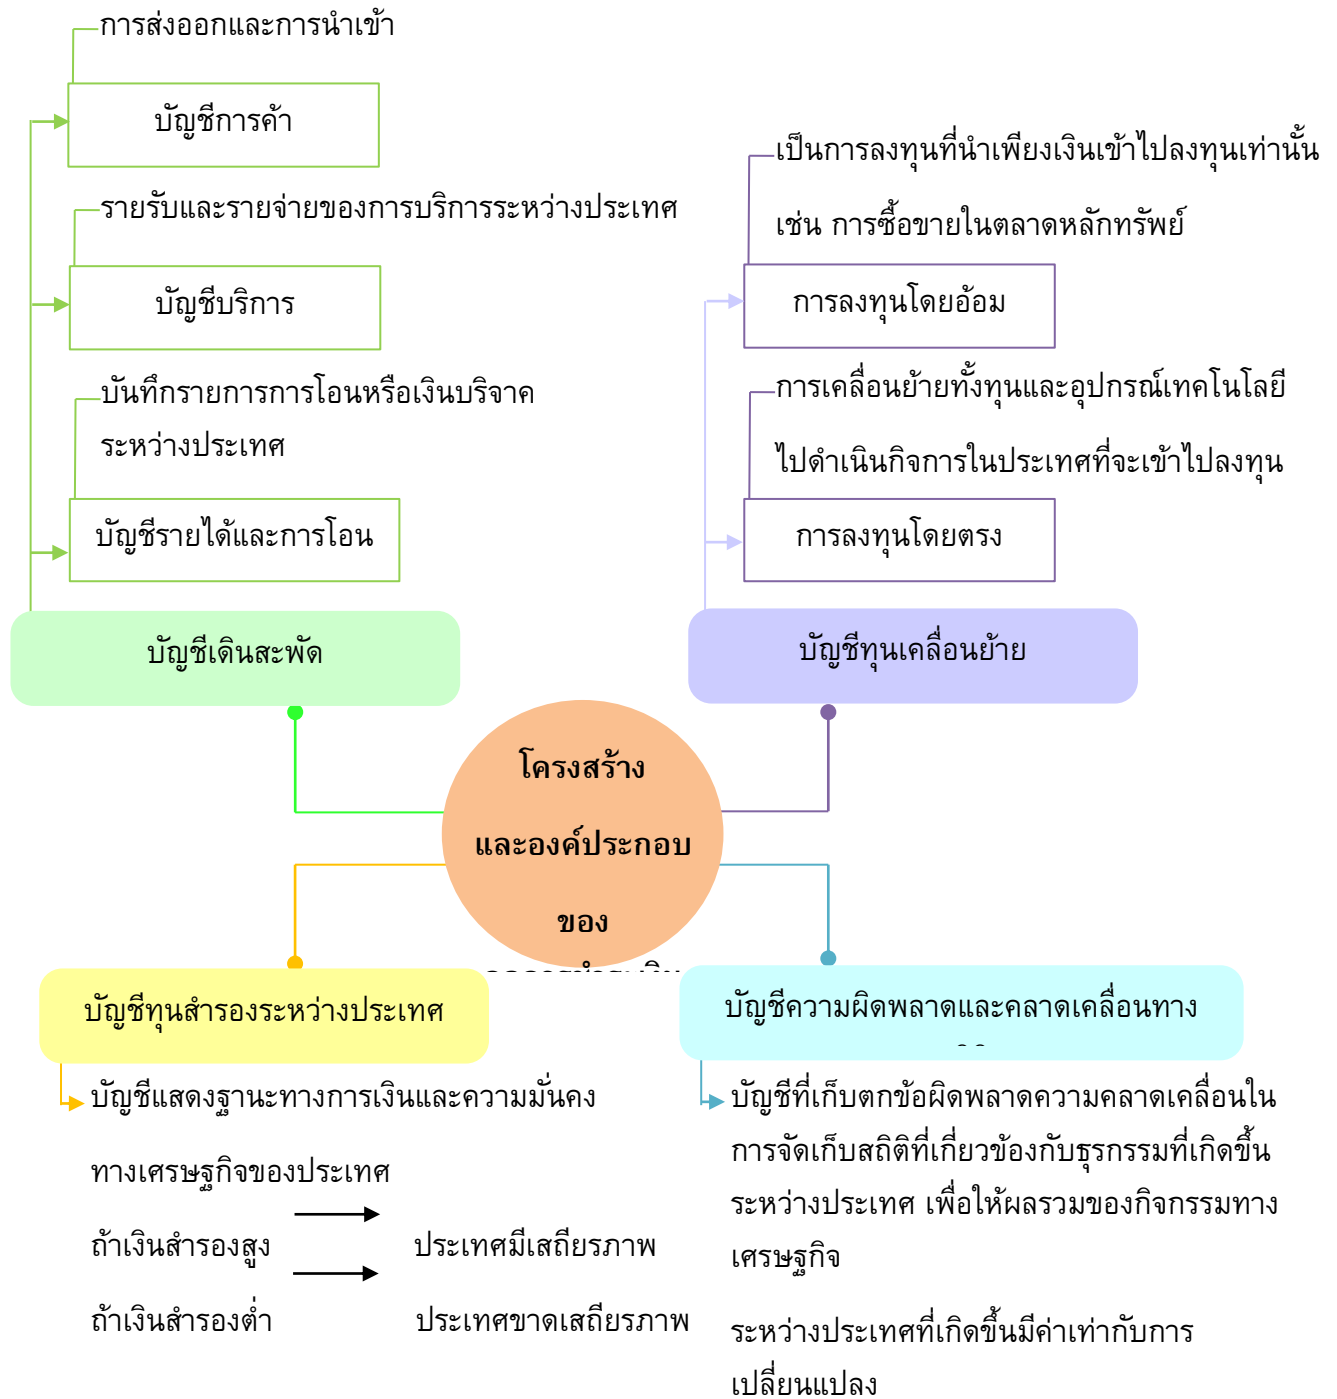 การส่งออกและการนำเข้า
บัญชีการค้า
รายรับและรายจ่ายของการบริการระหว่างประเทศ
บัญชีบริการ
บันทึกรายการการโอนหรือเงินบริจาค
ระหว่างประเทศ
บัญชีรายได้และการโอน
บัญชีเดินสะพัด
เป็นการลงทุนที่นำเพียงเงินเข้าไปลงทุนเท่านั้น
เช่น การซื้อขายในตลาดหลักทรัพย์
การลงทุนโดยอ้อม
การเคลื่อนย้ายทั้งทุนและอุปกรณ์เทคโนโลยี
ไปดำเนินกิจการในประเทศที่จะเข้าไปลงทุน
การลงทุนโดยตรง
บัญชีทุนเคลื่อนย้าย
โครงสร้าง
และองค์ประกอบ
ของ
บัญชีทุนสำรองระหว่างประเทศ
บัญชีแสดงฐานะทางการเงินและความมั่นคง
ทางเศรษฐกิจของประเทศ
ถ้าเงินสำรองสูง ประเทศมีเสถียรภาพ
ถ้าเงินสำรองต่ำ ประเทศขาดเสถียรภาพ
บัญชีความผิดพลาดและคลาดเคลื่อนทาง
บัญชีที่เก็บตกข้อผิดพลาดความคลาดเคลื่อนใน
การจัดเก็บสถิติที่เกี่ยวข้องกับธุรกรรมที่เกิดขึ้น
ระหว่างประเทศ เพื่อให้ผลรวมของกิจกรรมทาง
เศรษฐกิจ
ระหว่างประเทศที่เกิดขึ้นมีค่าเท่ากับการ
เปลี่ยนแปลง